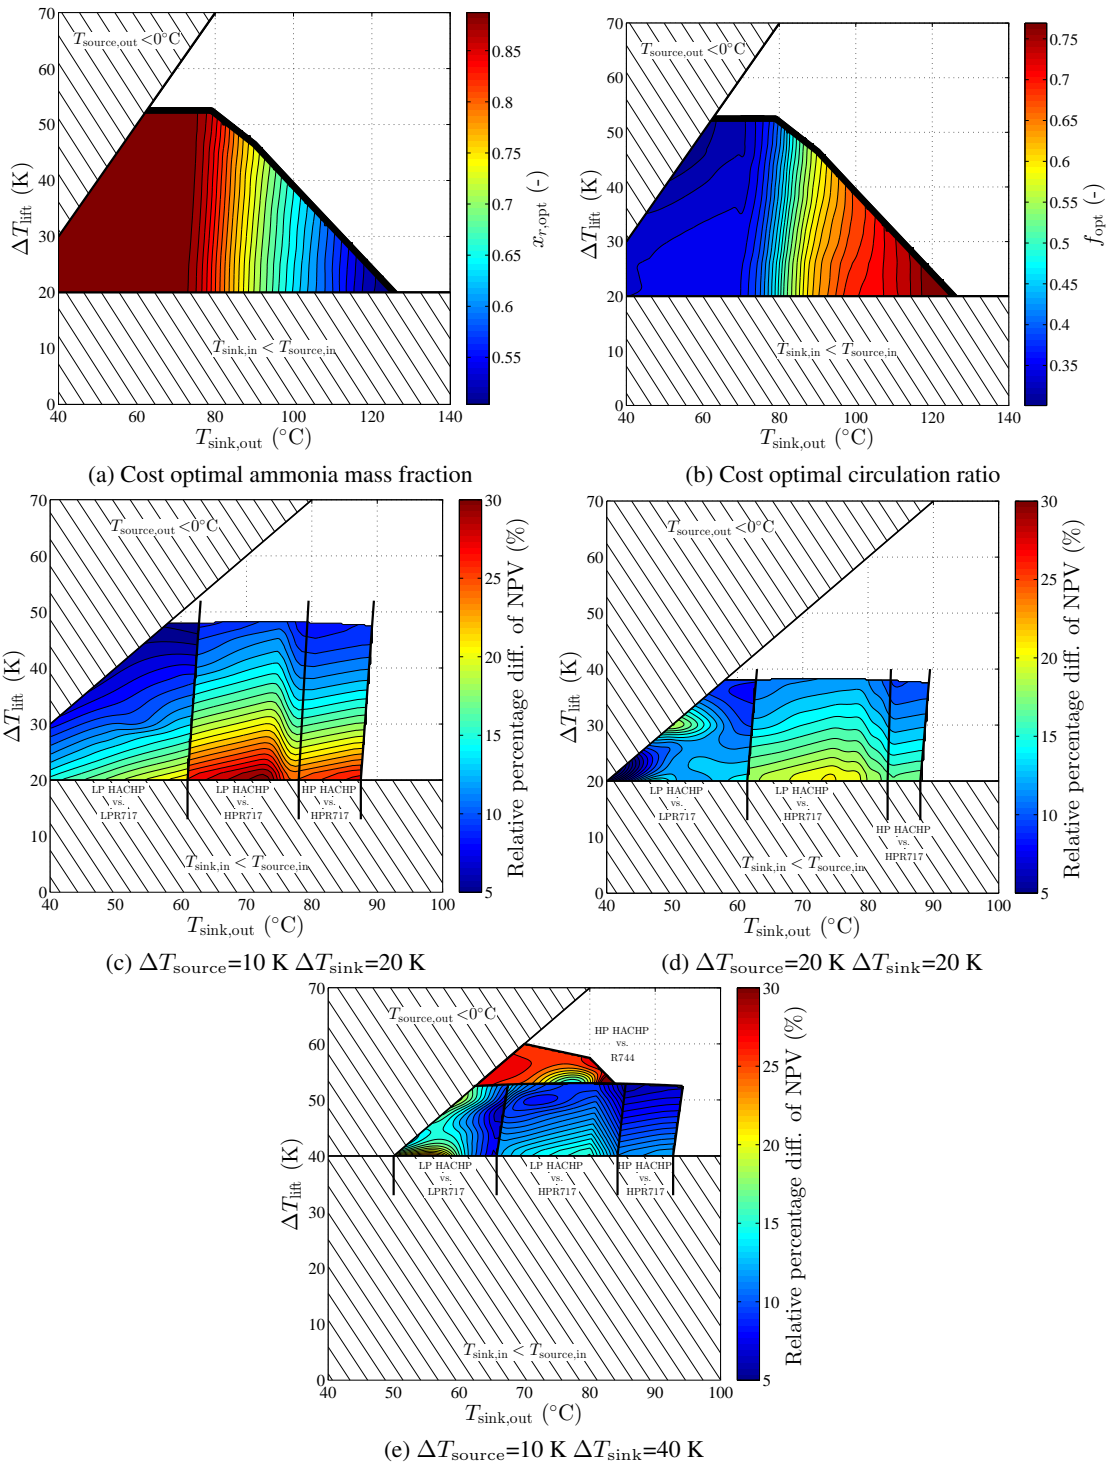 70
60
50
40
30
20
10
0
ΔT_lift (K)
T_source,out <0°C
T_sink,in < T_source,in
40 60 80 100 120 140
T_sink,out (°C)
0.85
0.8
0.75
0.7
0.65
0.6
0.55
x_r,opt (-)
(a) Cost optimal ammonia mass fraction
70
60
50
40
30
20
10
0
ΔT_lift (K)
T_source,out <0°C
T_sink,in < T_source,in
40 60 80 100 120 140
T_sink,out (°C)
0.75
0.7
0.65
0.6
0.55
0.5
0.45
0.4
0.35
f_opt (-)
(b) Cost optimal circulation ratio
70
60
50
40
30
20
10
0
ΔT_lift (K)
T_source,out <0°C
LP HACHP
vs.
LPR717
LP HACHP
vs.
HPR717
HP HACHP
vs.
HPR717
T_sink,in < T_source,in
40 50 60 70 80 90 100
T_sink,out (°C)
30
25
20
15
10
5
Relative percentage diff. of NPV (%)
(c) ΔT_source=10 K ΔT_sink=20 K
70
60
50
40
30
20
10
0
ΔT_lift (K)
T_source,out <0°C
LP HACHP
vs.
LPR717
LP HACHP
vs.
HPR717
HP HACHP
vs.
HPR717
T_sink,in < T_source,in
40 50 60 70 80 90 100
T_sink,out (°C)
30
25
20
15
10
5
Relative percentage diff. of NPV (%)
(d) ΔT_source=20 K ΔT_sink=20 K
70
60
50
40
30
20
10
0
ΔT_lift (K)
T_source,out <0°C
HP HACHP
vs.
R744
LP HACHP
vs.
LPR717
LP HACHP
vs.
HPR717
HP HACHP
vs.
HPR717
T_sink,in < T_source,in
50 60 70 80 90 100
T_sink,out (°C)
30
25
20
15
10
5
Relative percentage diff. of NPV (%)
(e) ΔT_source=10 K ΔT_sink=40 K